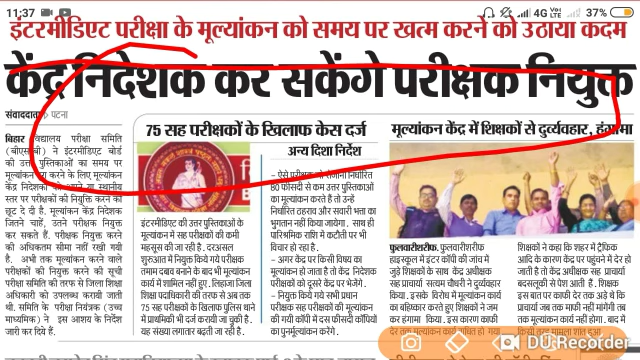 11:37
4G VoLTE 37%
इंटरमीडिएट परीक्षा के मूल्यांकन को समय पर खत्म करने को उठाया कदम
केंद्र निदेशक कर सकेंगे परीक्षक नियुक्त
संवाददाता पटना
बिहार विद्यालय परीक्षा समिति
ने इंटरमीडिएट बोर्ड
की उत्तर पुस्तिकाओं का समय पर
मूल्यांकन करने के लिए मूल्यांकन
केंद्र निदेशकों को अपने या स्थानीय
स्तर पर परीक्षकों की नियुक्ति करने की
छूट दे दी है. मूल्यांकन केंद्र निदेशक
जितने चाहें, उतने परीक्षक नियुक्त
कर सकते हैं. परीक्षक नियुक्त करने
की अधिकतम सीमा नहीं रखी गयी
है. अभी तक मूल्यांकन करने वाले
परीक्षकों की नियुक्ति करने की सूची
परीक्षा समिति की तरफ से जिला शिक्षा
अधिकारी को उपलब्ध करायी जाती
थी. समिति के परीक्षा नियंत्रक (उच्च
माध्यमिक) ने इस आशय के निर्देश
जारी कर दिये हैं.
75 सह परीक्षकों के खिलाफ केस दर्ज
इंटरमीडिएट की उत्तर पुस्तिकाओं के
मूल्यांकन में सह परीक्षकों की कमी
महसूस की जा रही है. दरअसल
शुरुआत में नियुक्त किये गये परीक्षक
तमाम दबाव बनाने के बाद भी मूल्यांकन
कार्य में शामिल नहीं हुए. लिहाजा जिला
शिक्षा पदाधिकारी की तरफ से अब तक
75 सह परीक्षकों के खिलाफ पुलिस थाने
में प्राथमिकी भी दर्ज करायी जा चुकी है.
यह संख्या लगातार बढ़ती जा रही है.
अन्य दिशा निर्देश
- ऐसे परीक्षक जो रोजाना निर्धारित
80 फीसदी से कम उत्तर पुस्तिकाओं
का मूल्यांकन करते हैं तो उन्हें
निर्धारित ठहराव और सवारी भत्ता का
भुगतान नहीं किया जायेगा. साथ ही
पारिश्रमिक राशि में कटौती पर भी
विचार हो रहा है.
- अगर केंद्र पर किसी विषय का
मूल्यांकन हो जाता है तो केंद्र निदेशक
परीक्षकों को दूसरे केंद्र पर भेजेंगे.
- नियुक्त किये गये सभी प्रधान
परीक्षक सह परीक्षकों की मूल्यांकन
की गयी कॉपी में दस फीसदी कॉपियों
का पुनर्मूल्यांकन करेंगे.
मूल्यांकन केंद्र में शिक्षकों से दुर्व्यवहार, हंगामा
फुलवारीशरीफ. फुलवारीशरीफ
हाइस्कूल में इंटर कॉपी की जांच में
जुड़े शिक्षकों के साथ केंद्र अधीक्षक
सह प्राचार्य सत्यम चौधरी ने दुर्व्यवहार
किया. इसके विरोध में मूल्यांकन कार्य
का बहिष्कार करते हुए शिक्षकों ने जम
कर हंगामा किया. इस कारण काफी
देर तक मूल्यांकन कार्य
शिक्षकों ने कहा कि शहर में ट्रैफिक
आदि के कारण केंद्र पर पहुंचने में देर हो
जाती है तो केंद्र अधीक्षक सह प्राचार्य
बदसलूकी से पेश आती हैं. शिक्षक
इस बात पर काफी देर तक अड़े थे कि
प्राचार्य जब तक माफी नहीं मांगेंगी तब
तक मूल्यांकन कार्य नहीं होगा. बाद में
DU Recorder